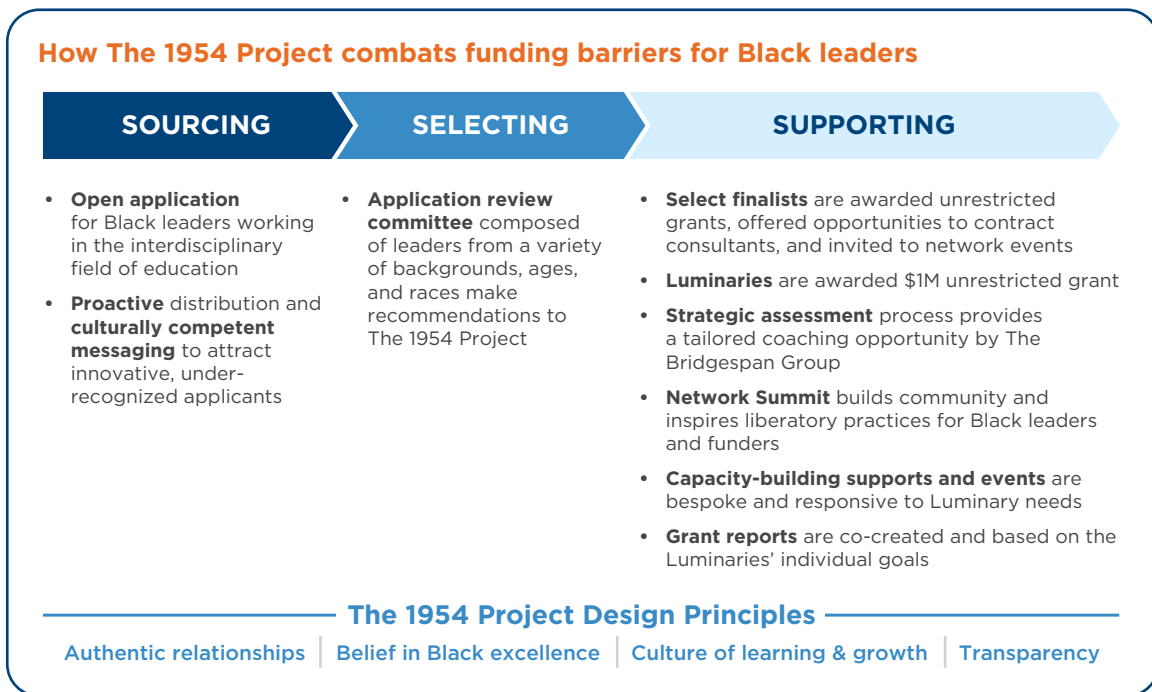 How The 1954 Project combats funding barriers for Black leaders
SOURCING
SELECTING
SUPPORTING
• Open application
for Black leaders working
in the interdisciplinary
field of education
• Proactive distribution and
culturally competent
messaging to attract
innovative, under-
recognized applicants
• Application review
committee composed
of leaders from a variety
of backgrounds, ages,
and races make
recommendations to
The 1954 Project
• Select finalists are awarded unrestricted
grants, offered opportunities to contract
consultants, and invited to network events
• Luminaries are awarded $1M unrestricted grant
• Strategic assessment process provides
a tailored coaching opportunity by The
Bridgespan Group
• Network Summit builds community and
inspires liberatory practices for Black leaders
and funders
• Capacity-building supports and events are
bespoke and responsive to Luminary needs
• Grant reports are co-created and based on the
Luminaries’ individual goals
The 1954 Project Design Principles
Authentic relationships | Belief in Black excellence | Culture of learning & growth | Transparency